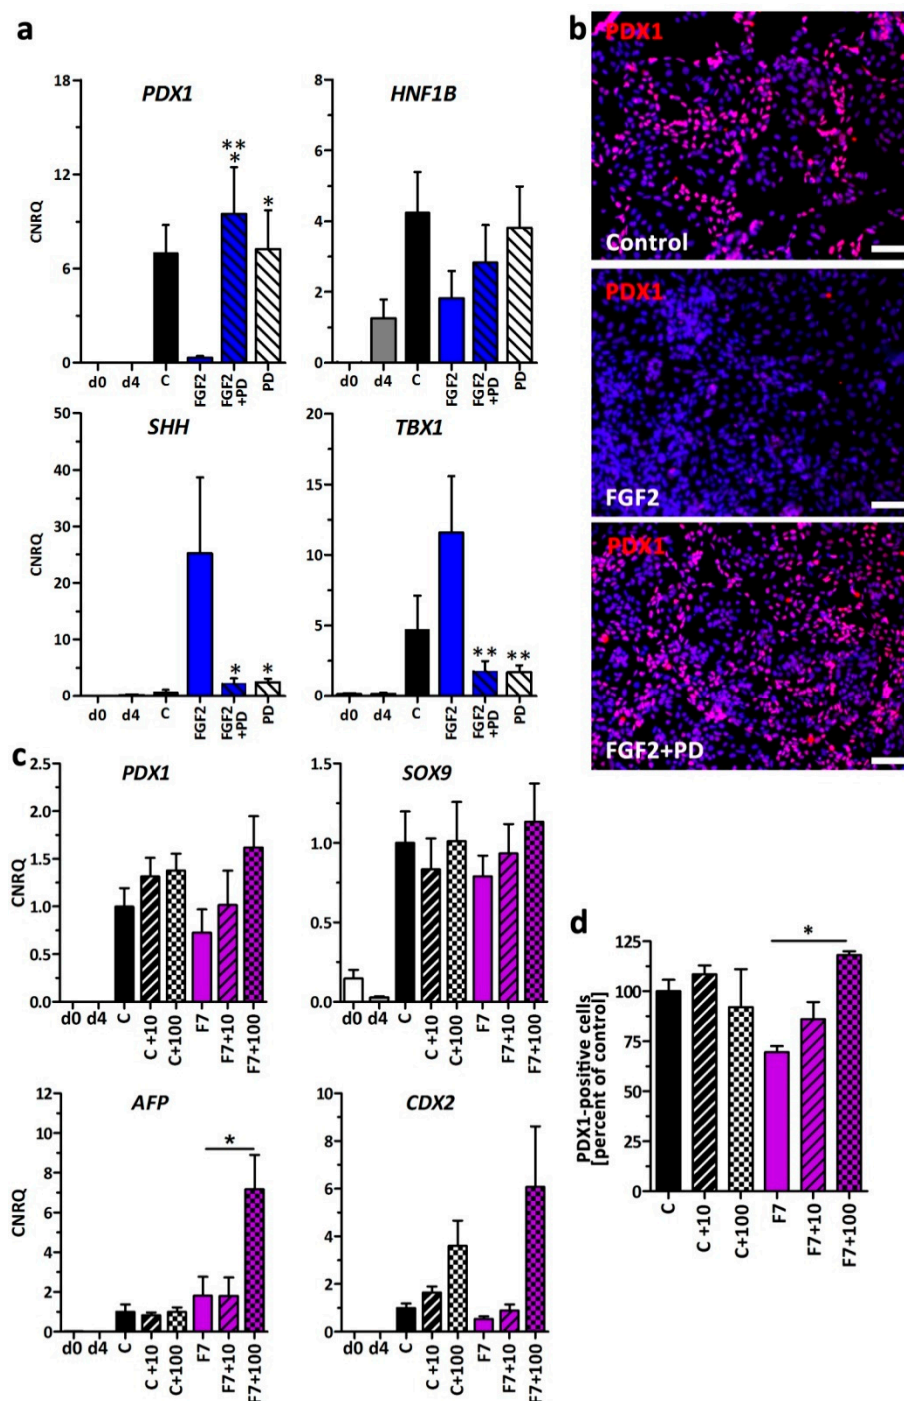 a
PDX1
18
12
6
0
CNRQ
**
*
*
d0 d4 C FGF2 FGF2 +PD PD
HNF1B
8
6
4
2
0
d0 d4 C FGF2 FGF2 +PD PD
SHH
50
40
30
20
10
0
CNRQ
* *
d0 d4 C FGF2 FGF2 +PD PD
TBX1
20
15
10
5
0
** **
d0 d4 C FGF2 FGF2 +PD PD
b
PDX1
Control
PDX1
FGF2
PDX1
FGF2+PD
c
PDX1
2.5
2.0
1.5
1.0
0.5
0.0
CNRQ
d0 d4 C C +10 C+100 F7 F7+10 F7+100
SOX9
1.5
1.0
0.5
0.0
d0 d4 C C +10 C+100 F7 F7+10 F7+100
AFP
12
10
8
6
4
2
0
CNRQ
*
d0 d4 C C +10 C+100 F7 F7+10 F7+100
CDX2
10
8
6
4
2
0
d0 d4 C C +10 C+100 F7 F7+10 F7+100
d
PDX1-positive cells
[percent of control]
125
100
75
50
25
0
*
C C +10 C+100 F7 F7+10 F7+100